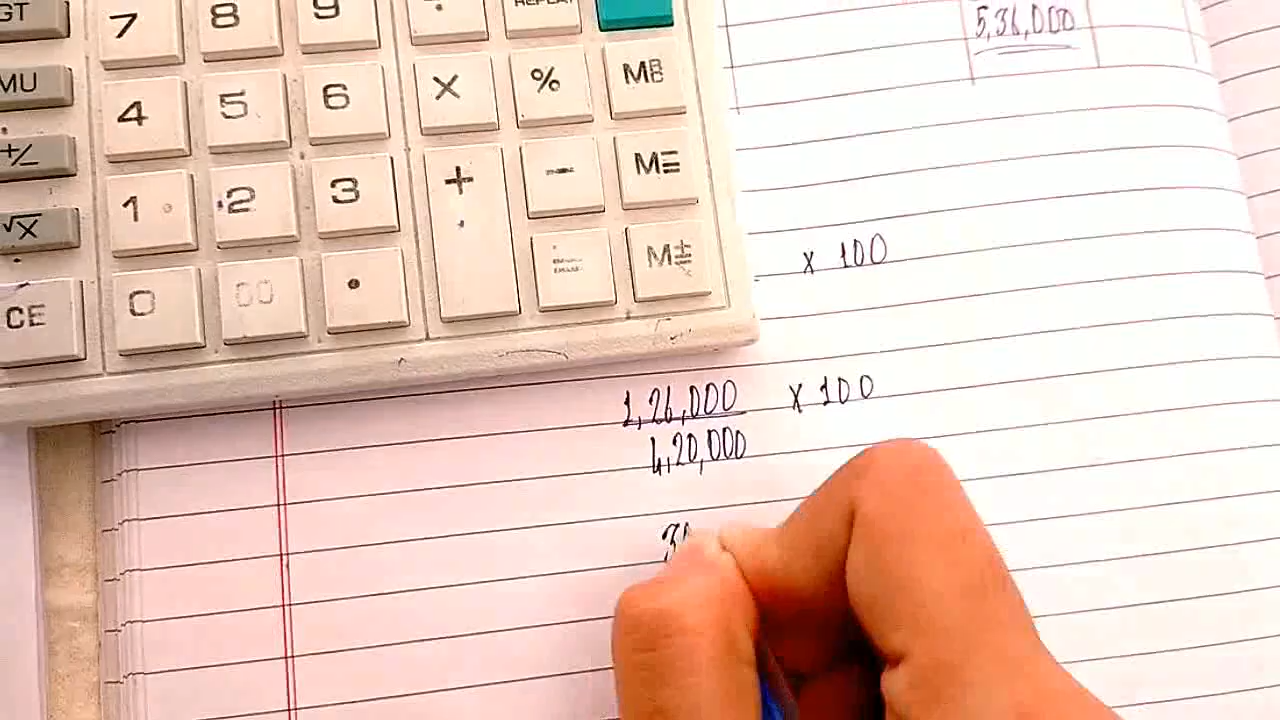 GT 7 8 9 ÷
MU 4 5 6 X % M
+/− 1 2 3 + − M
√X 0 00 • M
CE
5,36,000
x 100
1,26,000 x 100
4,20,000